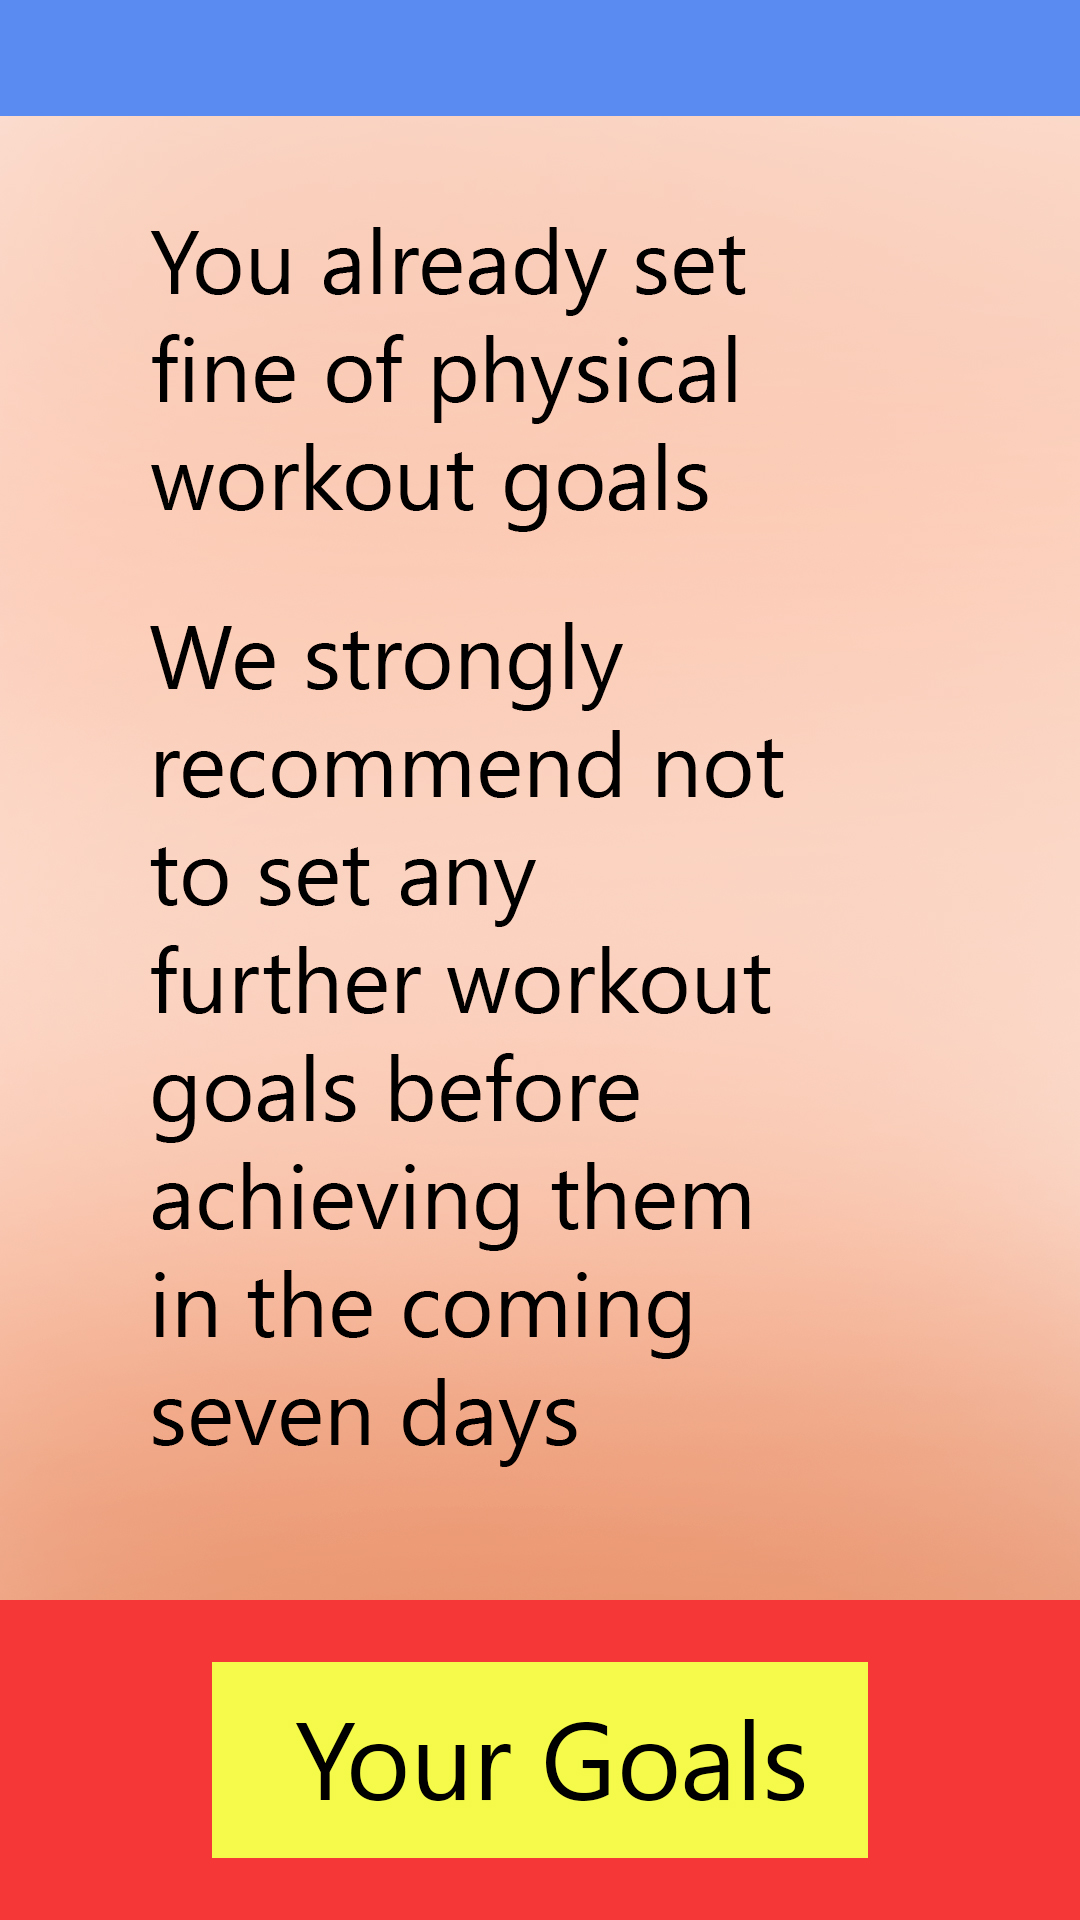 You already set
fine of physical
workout goals
We strongly
recommend not
to set any
further workout
goals before
achieving them
in the coming
seven days
Your Goals